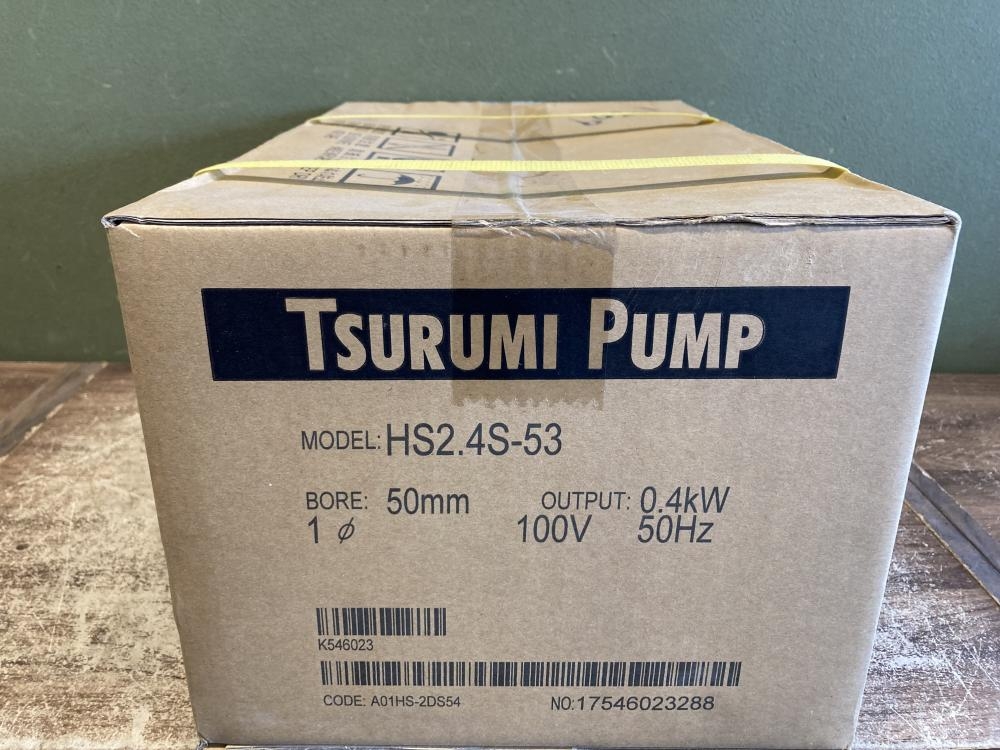 TSURUMI PUMP
MODEL: HS2.4S-53
BORE: 50mm OUTPUT: 0.4kW
1 ϕ 100V 50Hz
K546023
CODE: A01HS-2DS54 NO: 17546023288